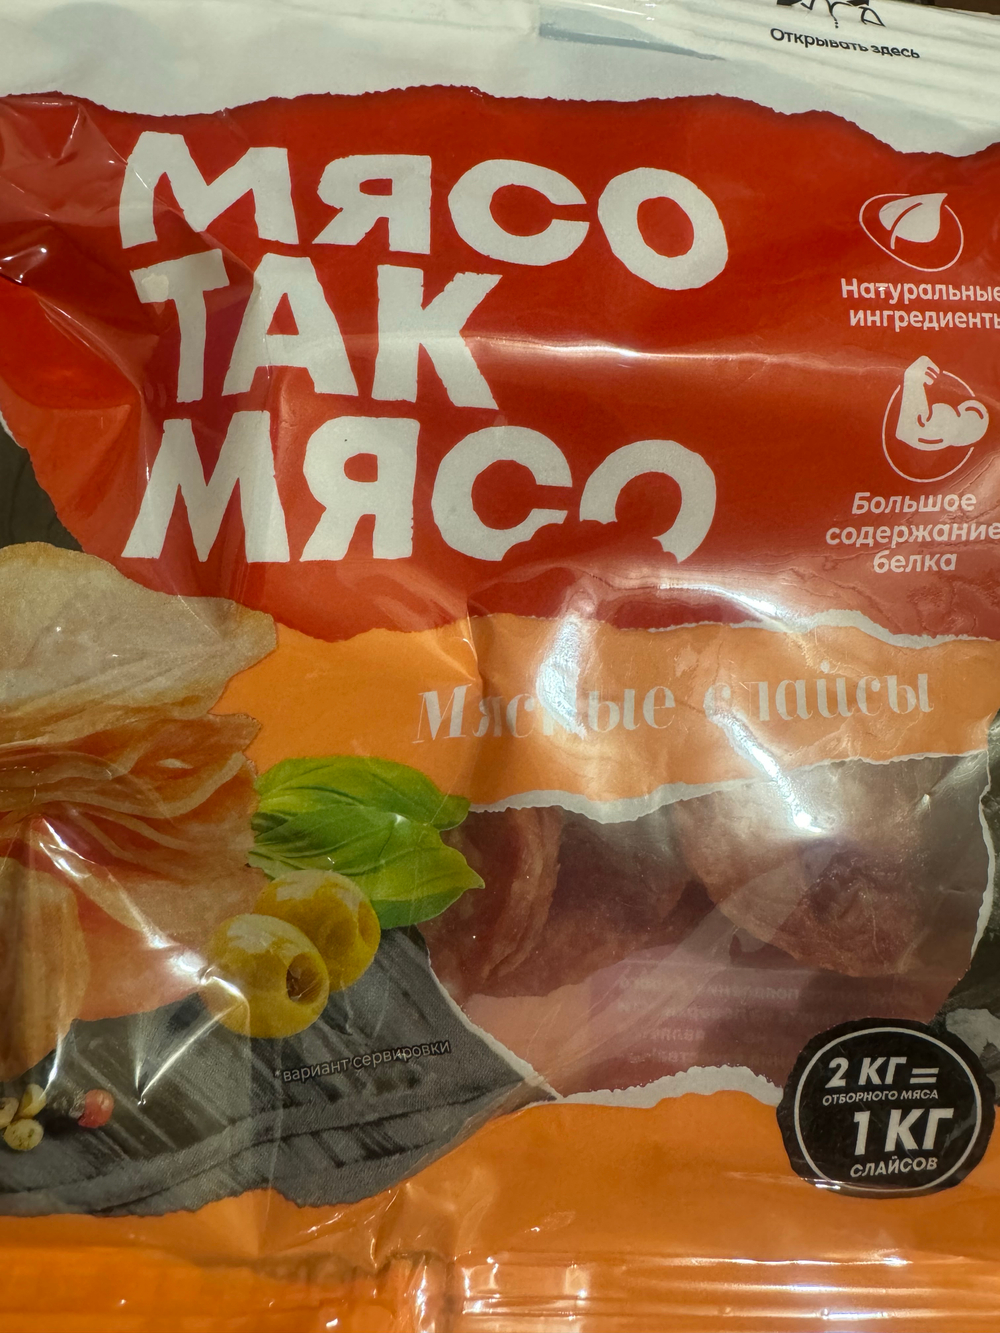 Открывать здесь
МЯСО
ТАК
МЯСО
Натуральные
ингредиенты
Большое
содержание
белка
Мясные слайсы
вариант сервировки
2 КГ =
ОТБОРНОГО МЯСА
1 КГ
СЛАЙСОВ